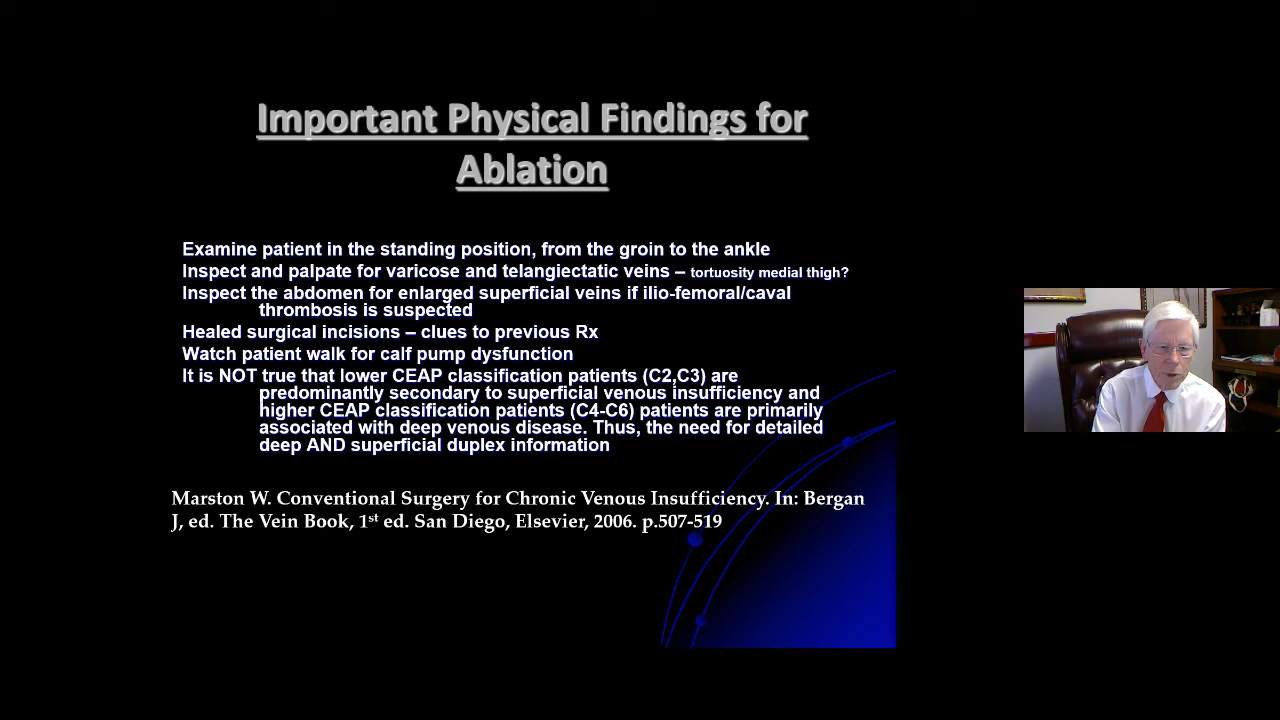 Important Physical Findings for
Ablation
Examine patient in the standing position, from the groin to the ankle
Inspect and palpate for varicose and telangiectatic veins – tortuosity medial thigh?
Inspect the abdomen for enlarged superficial veins if ilio-femoral/caval
thrombosis is suspected
Healed surgical incisions – clues to previous Rx
Watch patient walk for calf pump dysfunction
It is NOT true that lower CEAP classification patients (C2,C3) are
predominantly secondary to superficial venous insufficiency and
higher CEAP classification patients (C4-C6) patients are primarily
associated with deep venous disease. Thus, the need for detailed
deep AND superficial duplex information
Marston W. Conventional Surgery for Chronic Venous Insufficiency. In: Bergan
J, ed. The Vein Book, 1st ed. San Diego, Elsevier, 2006. p.507-519